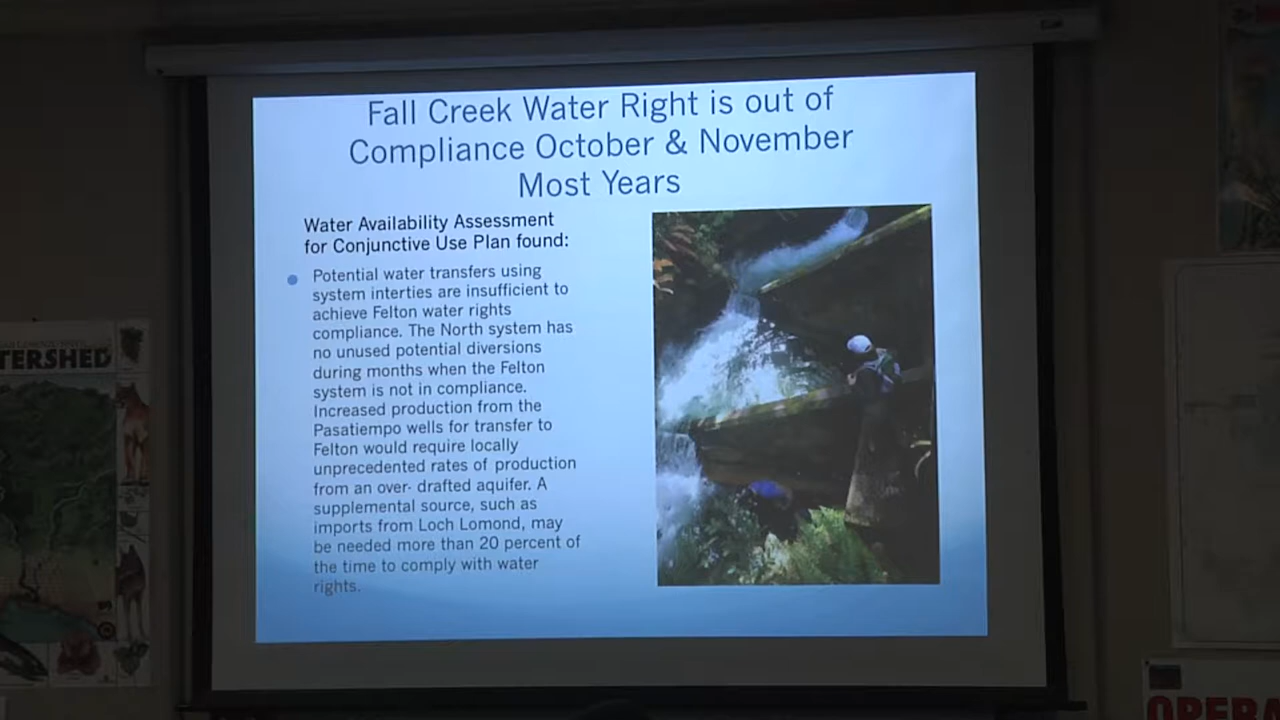 Fall Creek Water Right is out of
Compliance October & November
Most Years
Water Availability Assessment
for Conjunctive Use Plan found:
Potential water transfers using
system interties are insufficient to
achieve Felton water rights
compliance. The North system has
no unused potential diversions
during months when the Felton
system is not in compliance.
Increased production from the
Pasatiempo wells for transfer to
Felton would require locally
unprecedented rates of production
from an over- drafted aquifer. A
supplemental source, such as
imports from Loch Lomond, may
be needed more than 20 percent of
the time to comply with water
rights.
TERSHED
OPERA